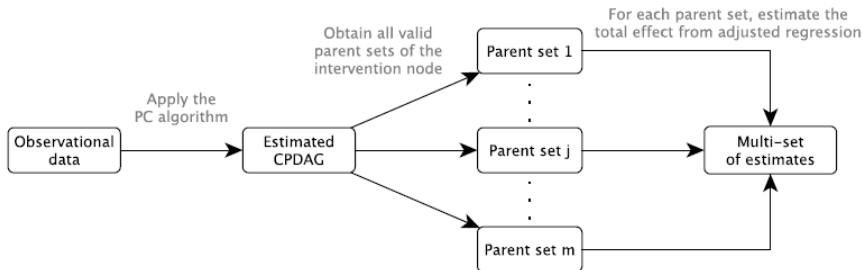 Observational
data
Apply the
PC algorithm
Estimated
CPDAG
Obtain all valid
parent sets of the
intervention node
Parent set 1
Parent set j
Parent set m
For each parent set, estimate the
total effect from adjusted regression
Multi-set
of estimates